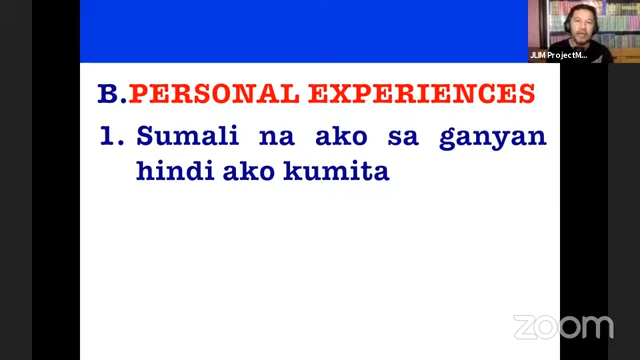 JLIM ProjectM...
B.PERSONAL EXPERIENCES
1. Sumali na ako sa ganyan
hindi ako kumita
zoom